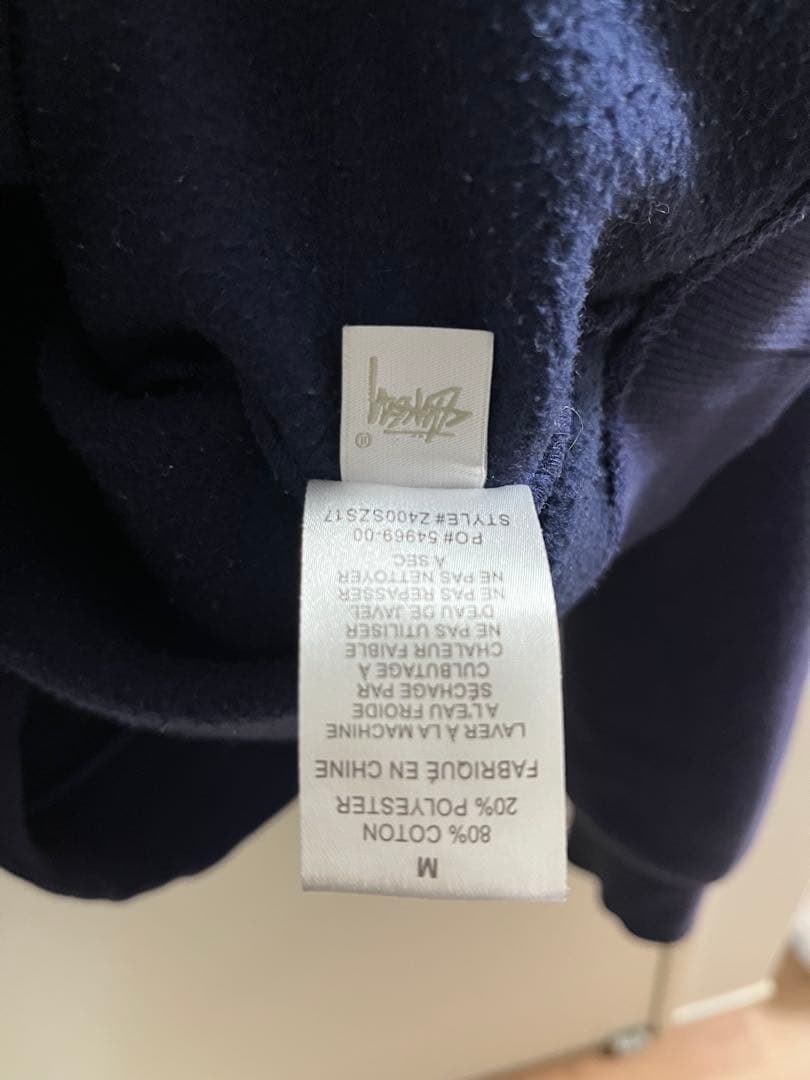 M
80% COTON
20% POLYESTER
FABRIQUÉ EN CHINE
LAVER À LA MACHINE
A L'EAU FROIDE
SÉCHAGE PAR
CULBUTAGE À
CHALEUR FAIBLE
NE PAS UTILISER
D'EAU DE JAVEL
NE PAS REPASSER
NE PAS NETTOYER
A SEC
PO# 54969-00
STYLE# Z400SZS17
Stüssy ®